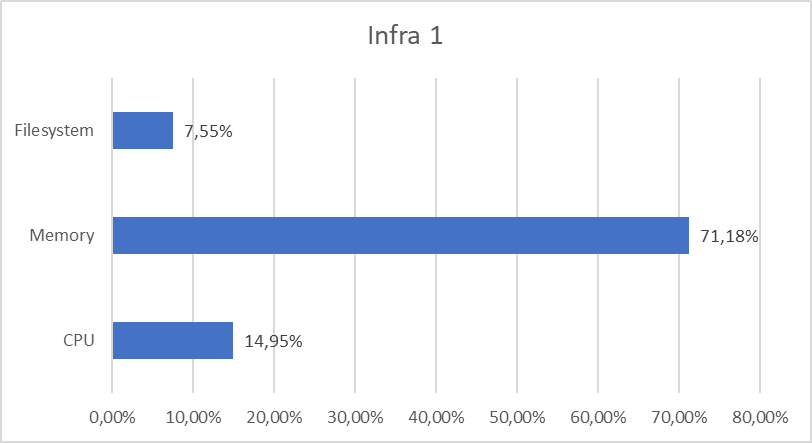 Infra 1
Filesystem 7,55%
Memory 71,18%
CPU 14,95%
0,00% 10,00% 20,00% 30,00% 40,00% 50,00% 60,00% 70,00% 80,00%